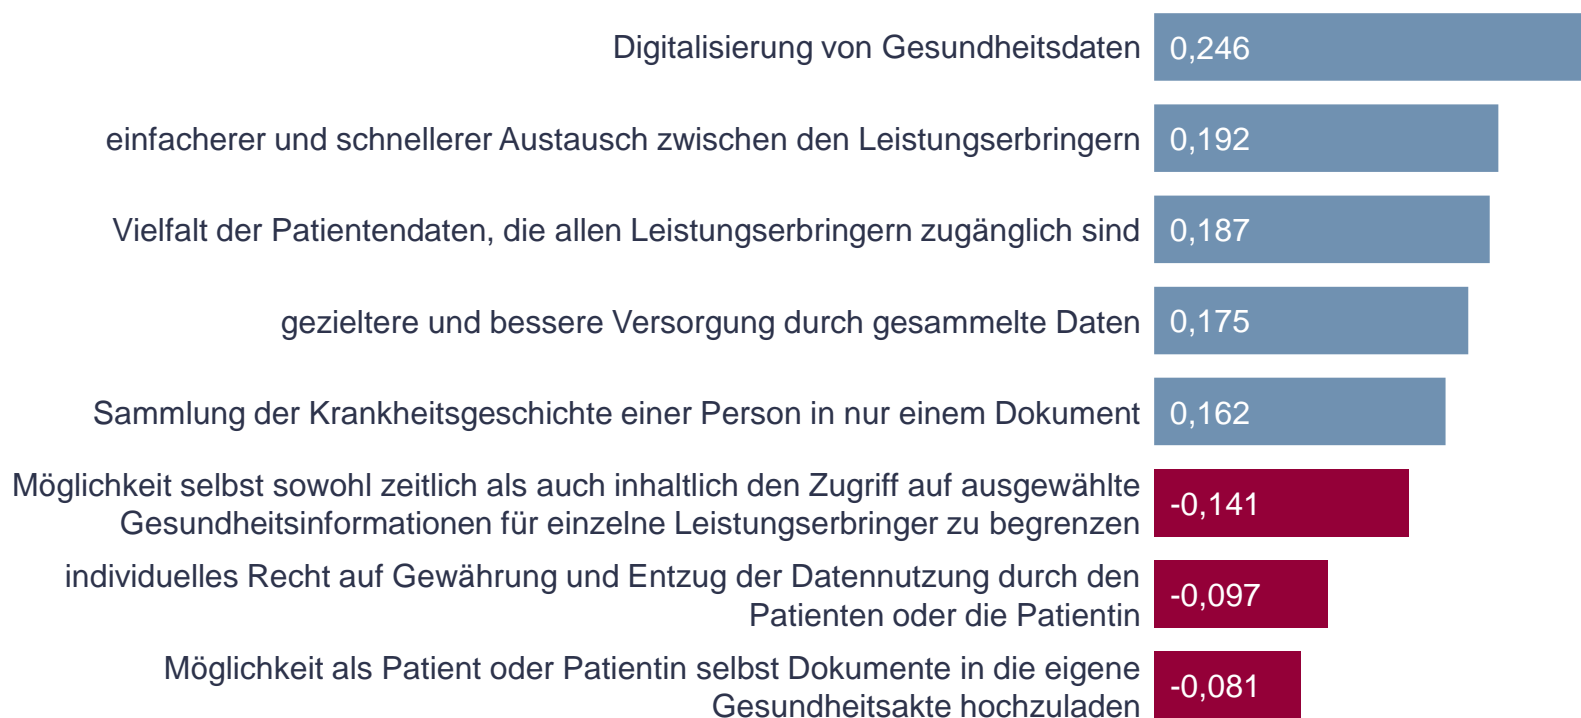 Digitalisierung von Gesundheitsdaten 0,246
einfacherer und schnellerer Austausch zwischen den Leistungserbringern 0,192
Vielfalt der Patientendaten, die allen Leistungserbringern zugänglich sind 0,187
gezieltere und bessere Versorgung durch gesammelte Daten 0,175
Sammlung der Krankheitsgeschichte einer Person in nur einem Dokument 0,162
Möglichkeit selbst sowohl zeitlich als auch inhaltlich den Zugriff auf ausgewählte
Gesundheitsinformationen für einzelne Leistungserbringer zu begrenzen
-0,141
individuelles Recht auf Gewährung und Entzug der Datennutzung durch den
Patienten oder die Patientin
-0,097
Möglichkeit als Patient oder Patientin selbst Dokumente in die eigene
Gesundheitsakte hochzuladen
-0,081